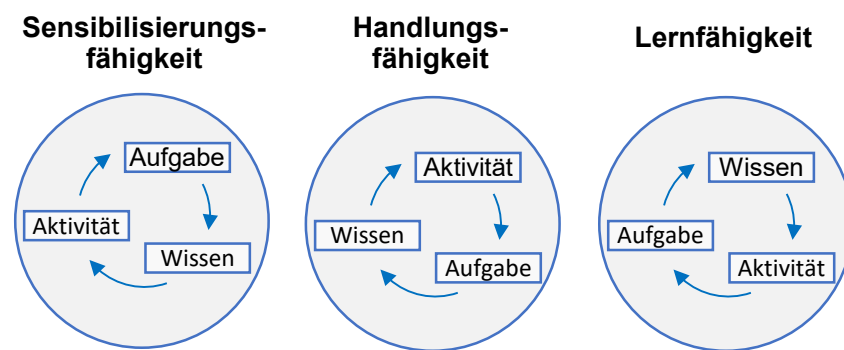 Sensibilisierungs-
fähigkeit
Aufgabe
Wissen
Aktivität
Handlungs-
fähigkeit
Aktivität
Aufgabe
Wissen
Lernfähigkeit
Wissen
Aktivität
Aufgabe